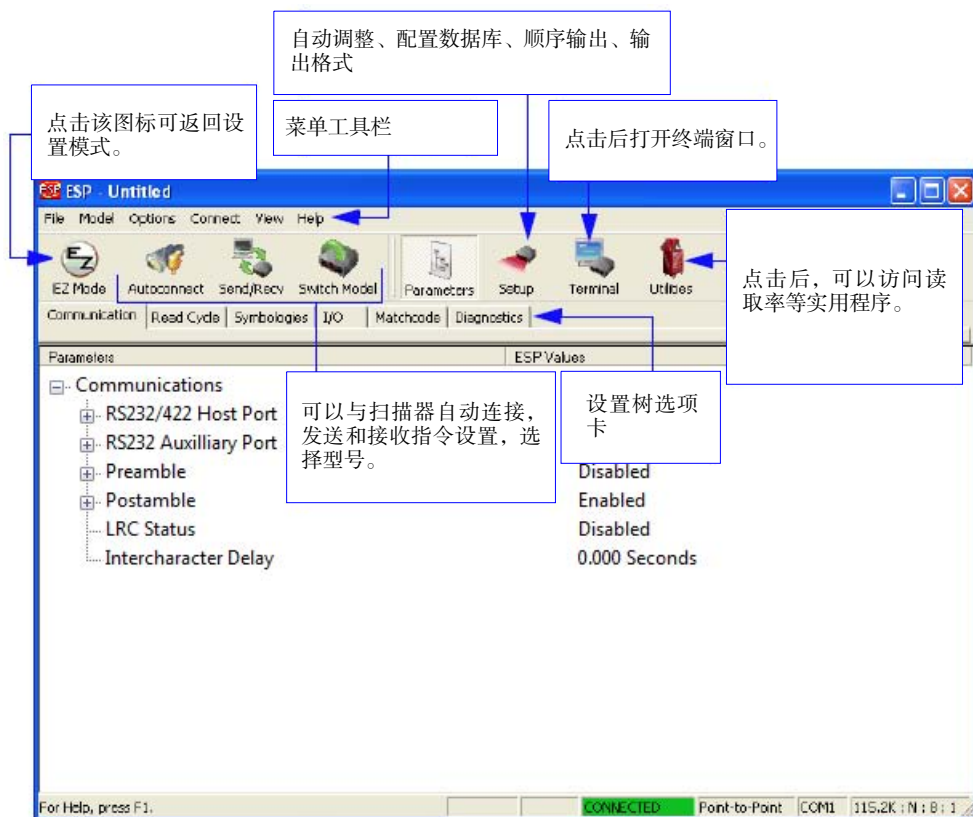 自动调整、配置数据库、顺序输出、输
出格式
点击该图标可返回设
置模式。
菜单工具栏
点击后打开终端窗口。
ESP - Untitled
File Model Options Connect View Help
EZ
EZ Mode Autoconnect Send/Recv Switch Model Parameters Setup Terminal Utilities
点击后，可以访问读
取率等实用程序。
Communication Read Cycle Symbologies I/O Matchcode Diagnostics
Parameters ESP Values
Communications
RS232/422 Host Port
RS232 Auxilliary Port
Preamble Disabled
Postamble Enabled
LRC Status Disabled
Intercharacter Delay 0.000 Seconds
可以与扫描器自动连接，
发送和接收指令设置，选
择型号。
设置树选项
卡
For Help, press F1. CONNECTED Point-to-Point COM1 115.2K : N : 8 : 1